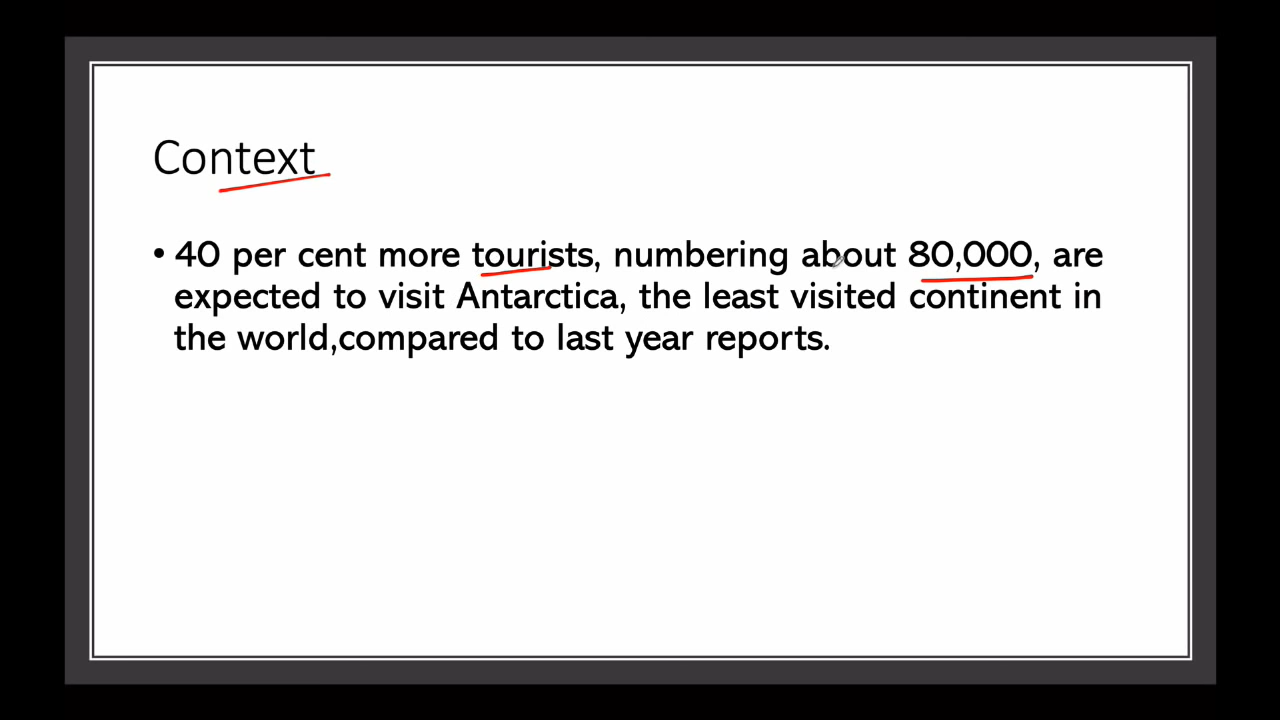 Context
• 40 per cent more tourists, numbering about 80,000, are
expected to visit Antarctica, the least visited continent in
the world,compared to last year reports.